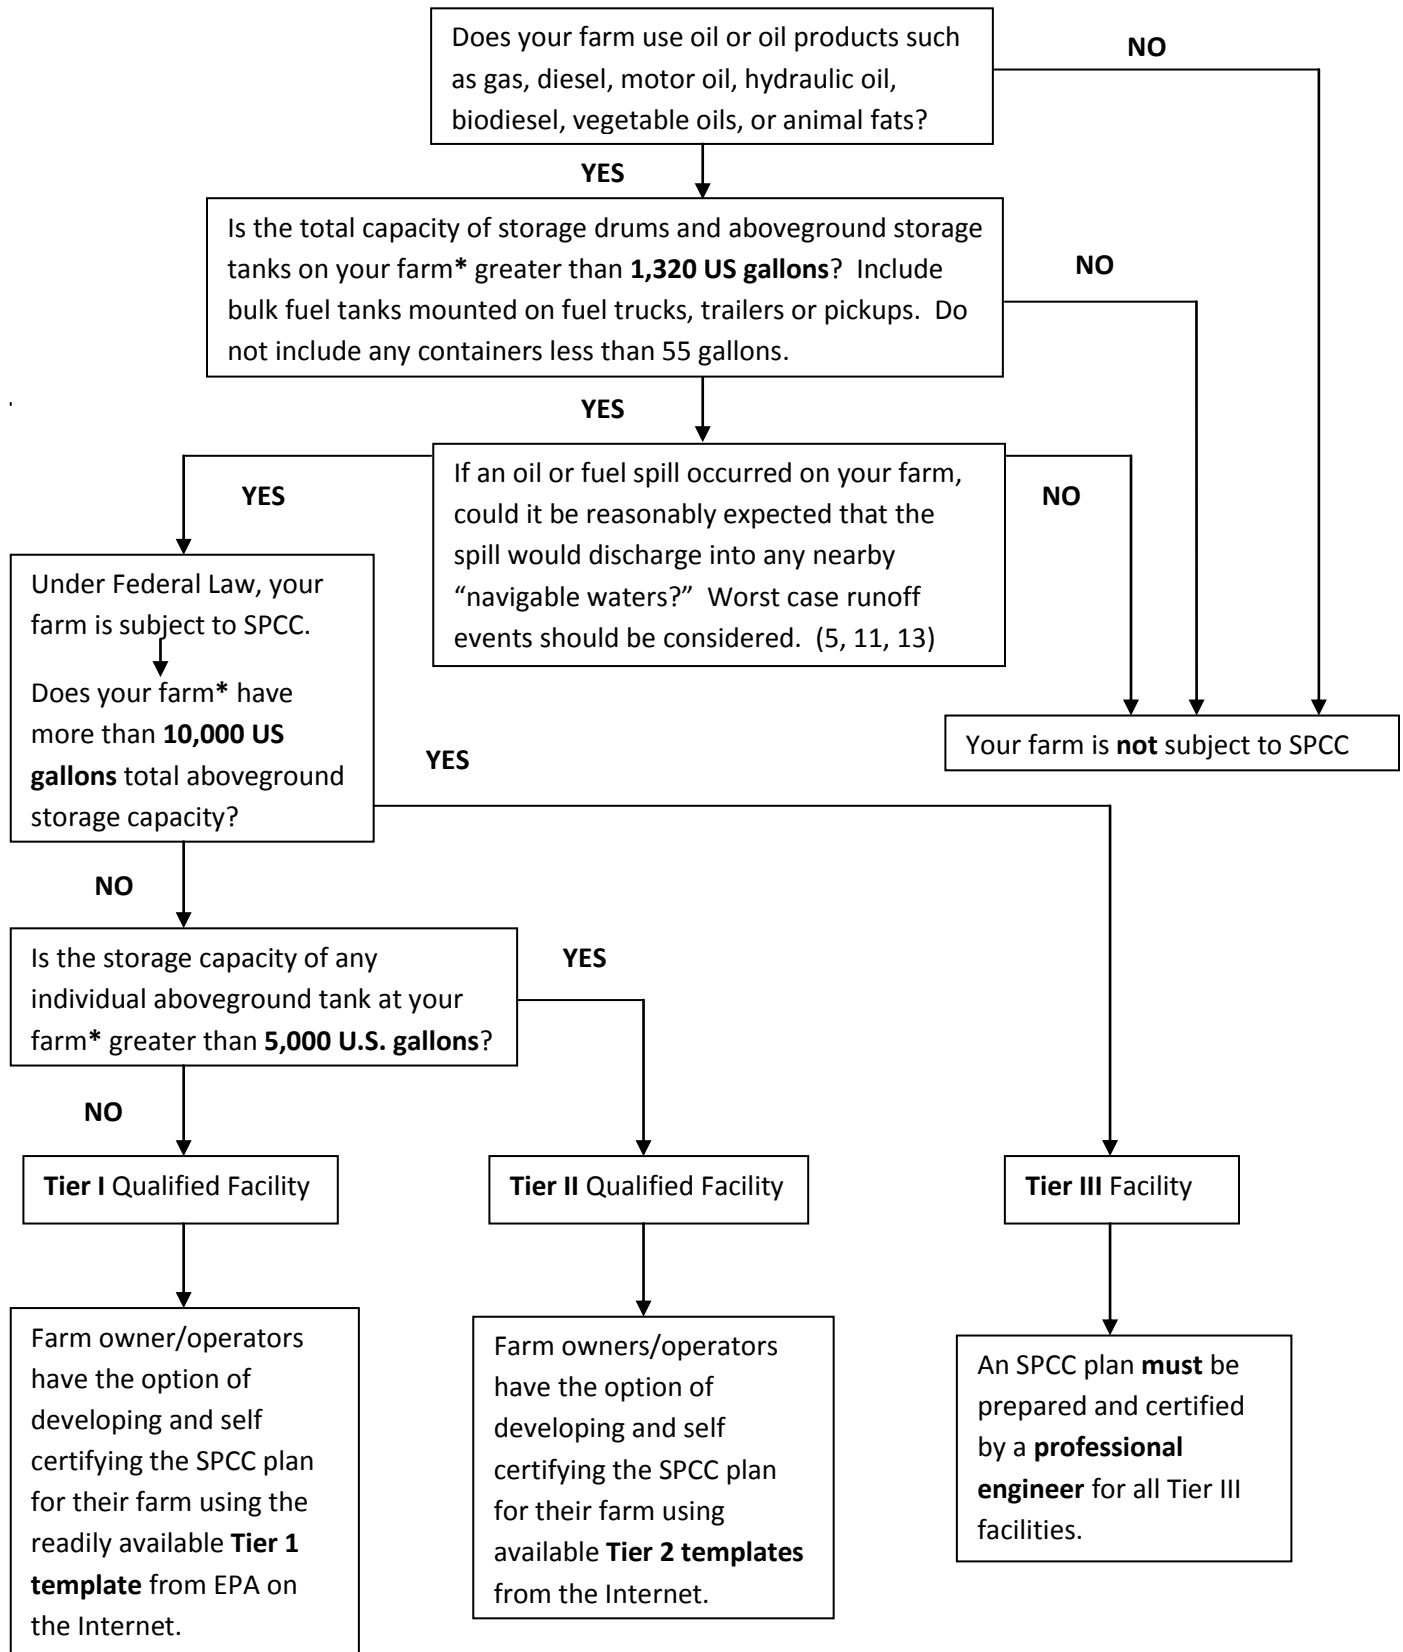 Does your farm use oil or oil products such
as gas, diesel, motor oil, hydraulic oil,
biodiesel, vegetable oils, or animal fats?
NO
YES
Is the total capacity of storage drums and aboveground storage
tanks on your farm* greater than 1,320 US gallons? Include
bulk fuel tanks mounted on fuel trucks, trailers or pickups. Do
not include any containers less than 55 gallons.
NO
YES
If an oil or fuel spill occurred on your farm,
could it be reasonably expected that the
spill would discharge into any nearby
“navigable waters?” Worst case runoff
events should be considered. (5, 11, 13)
YES
NO
Under Federal Law, your
farm is subject to SPCC.
Does your farm* have
more than 10,000 US
gallons total aboveground
storage capacity?
YES
Your farm is not subject to SPCC
NO
Is the storage capacity of any
individual aboveground tank at your
farm* greater than 5,000 U.S. gallons?
YES
NO
Tier I Qualified Facility
Tier II Qualified Facility
Tier III Facility
Farm owner/operators
have the option of
developing and self
certifying the SPCC plan
for their farm using the
readily available Tier 1
template from EPA on
the Internet.
Farm owners/operators
have the option of
developing and self
certifying the SPCC plan
for their farm using
available Tier 2 templates
from the Internet.
An SPCC plan must be
prepared and certified
by a professional
engineer for all Tier III
facilities.